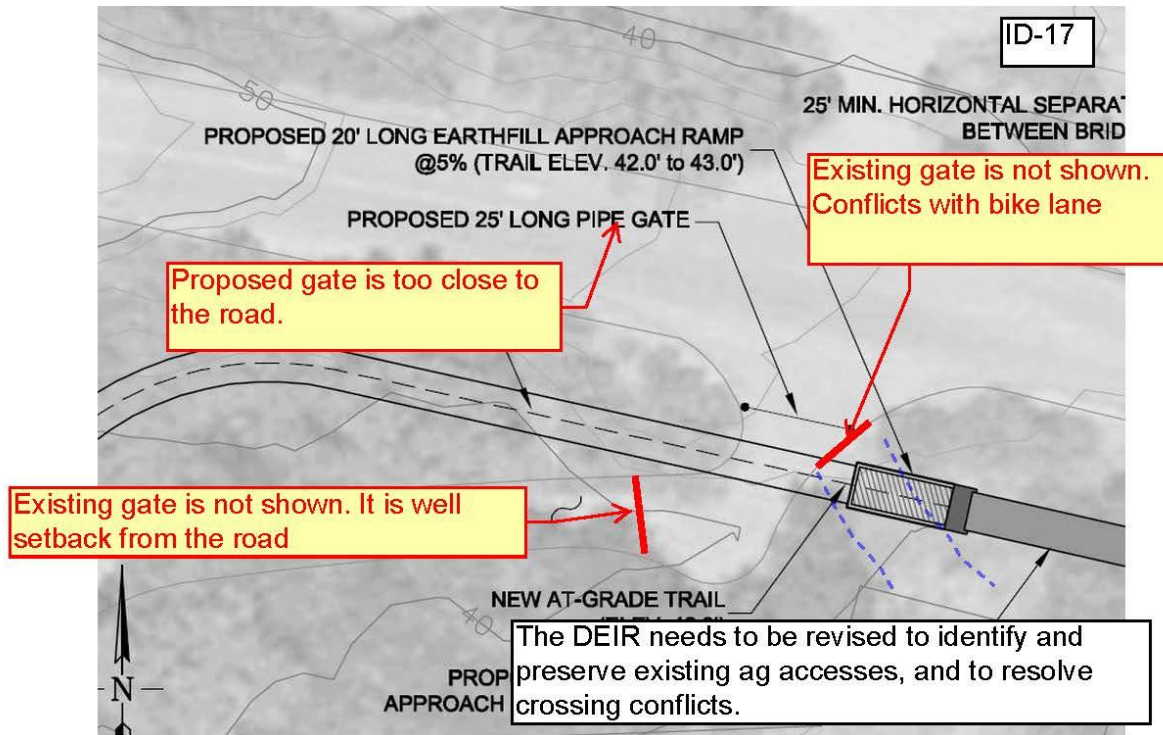 ID-17
40
50
25' MIN. HORIZONTAL SEPARAT
BETWEEN BRID
PROPOSED 20' LONG EARTHFILL APPROACH RAMP
@5% (TRAIL ELEV. 42.0' to 43.0')
Existing gate is not shown.
Conflicts with bike lane
PROPOSED 25' LONG PIPE GATE
Proposed gate is too close to
the road.
Existing gate is not shown. It is well
setback from the road
NEW AT-GRADE TRAIL
40
The DEIR needs to be revised to identify and
preserve existing ag accesses, and to resolve
crossing conflicts.
PROP
APPROACH
N